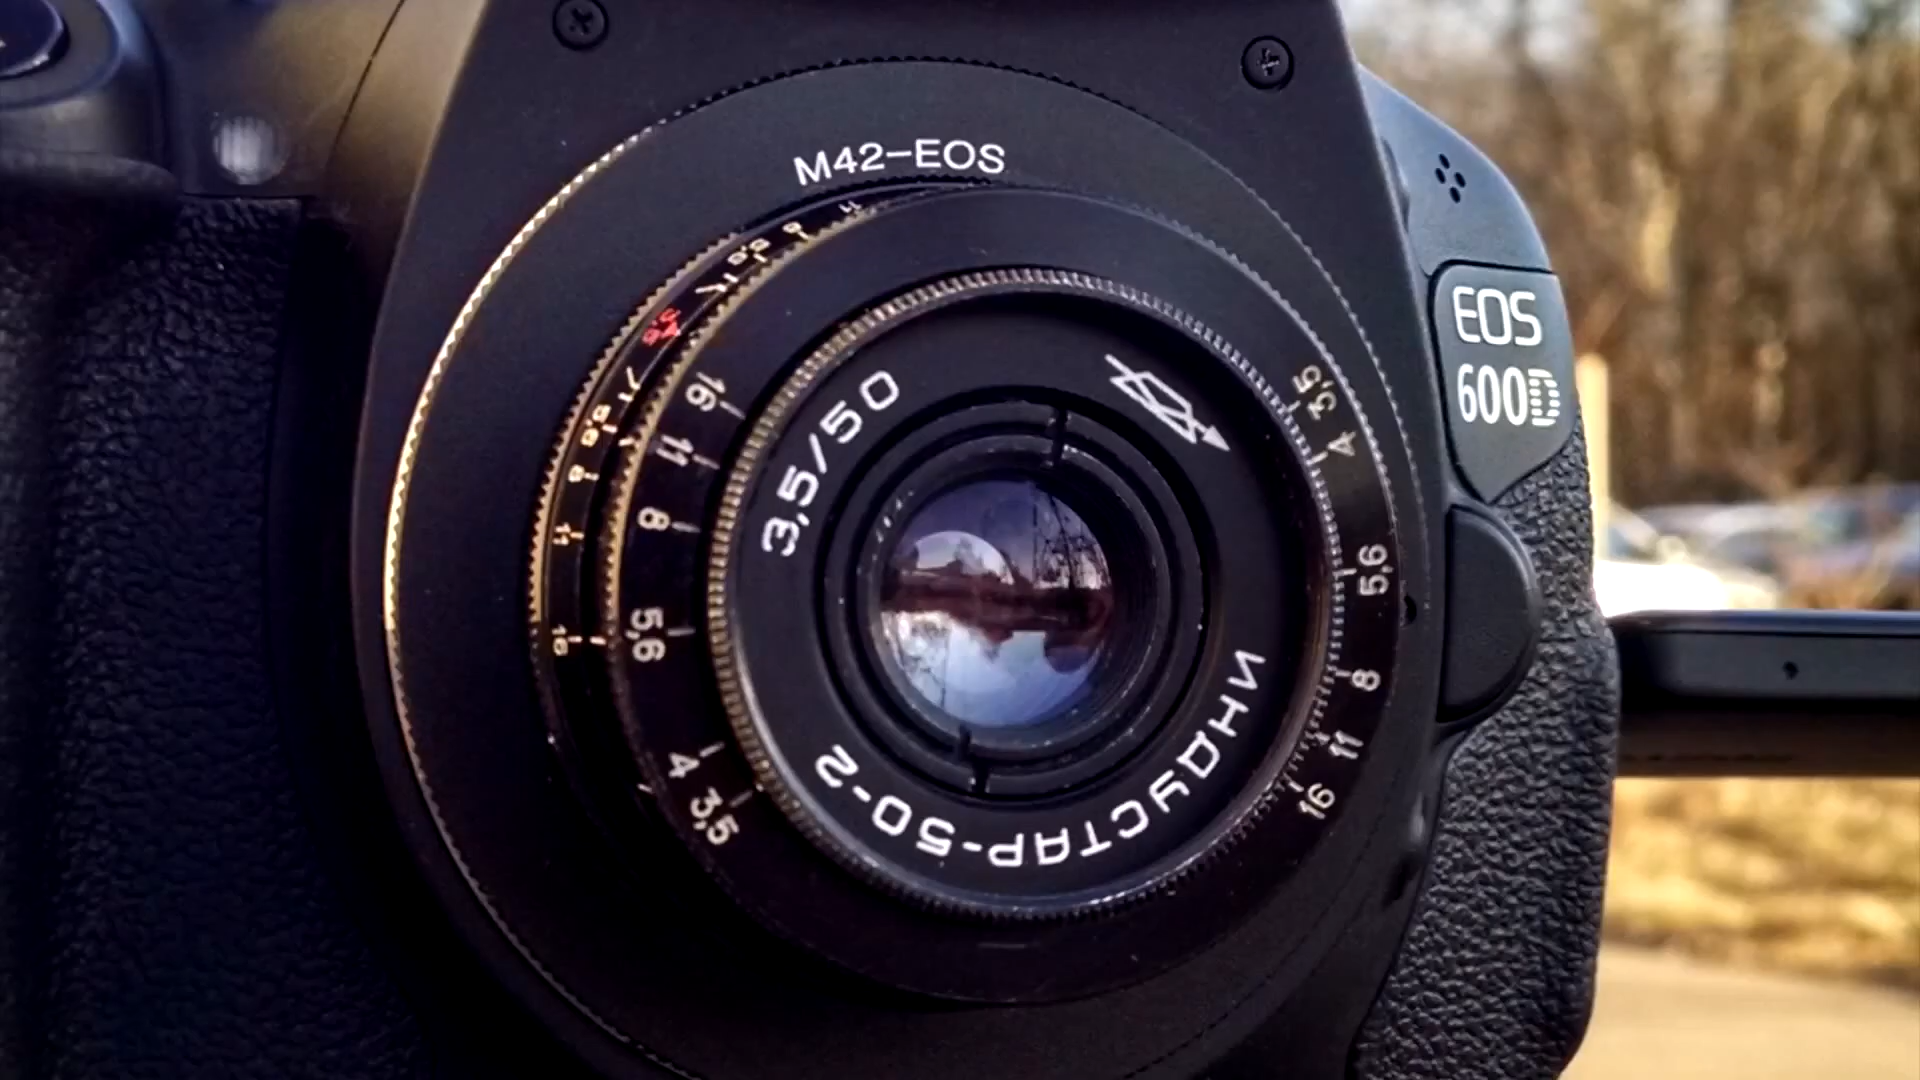 M42-EOS
EOS
600D
3,5/50
ИНДУСТАР-50-2
16 11 8 5,6 4 3,5
3,5 4 5,6 8 11 16